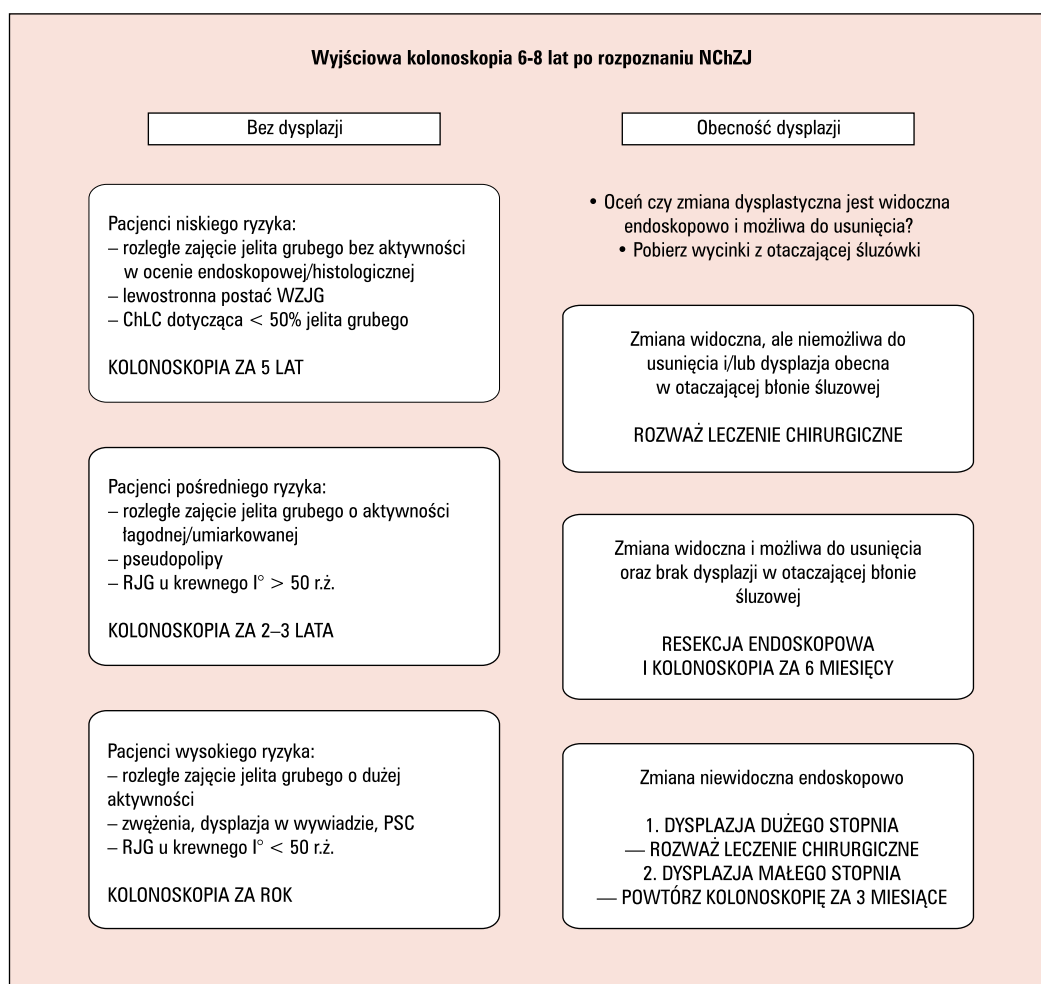 Wyjściowa kolonoskopia 6-8 lat po rozpoznaniu NChZJ
Bez dysplazji
Pacjenci niskiego ryzyka:
– rozległe zajęcie jelita grubego bez aktywności
w ocenie endoskopowej/histologicznej
– lewostronna postać WZJG
– ChLC dotycząca < 50% jelita grubego
KOLONOSKOPIA ZA 5 LAT
Pacjenci pośredniego ryzyka:
– rozległe zajęcie jelita grubego o aktywności
łagodnej/umiarkowanej
– pseudopolipy
– RJG u krewnego I° > 50 r.ż.
KOLONOSKOPIA ZA 2–3 LATA
Pacjenci wysokiego ryzyka:
– rozległe zajęcie jelita grubego o dużej
aktywności
– zwężenia, dysplazja w wywiadzie, PSC
– RJG u krewnego I° < 50 r.ż.
KOLONOSKOPIA ZA ROK
Obecność dysplazji
• Oceń czy zmiana dysplastyczna jest widoczna
endoskopowo i możliwa do usunięcia?
• Pobierz wycinki z otaczającej śluzówki
Zmiana widoczna, ale niemożliwa do
usunięcia i/lub dysplazja obecna
w otaczającej błonie śluzowej
ROZWAŻ LECZENIE CHIRURGICZNE
Zmiana widoczna i możliwa do usunięcia
oraz brak dysplazji w otaczającej błonie
śluzowej
RESEKCJA ENDOSKOPOWA
I KOLONOSKOPIA ZA 6 MIESIĘCY
Zmiana niewidoczna endoskopowo
1. DYSPLAZJA DUŻEGO STOPNIA
— ROZWAŻ LECZENIE CHIRURGICZNE
2. DYSPLAZJA MAŁEGO STOPNIA
— POWTÓRZ KOLONOSKOPIĘ ZA 3 MIESIĄCE